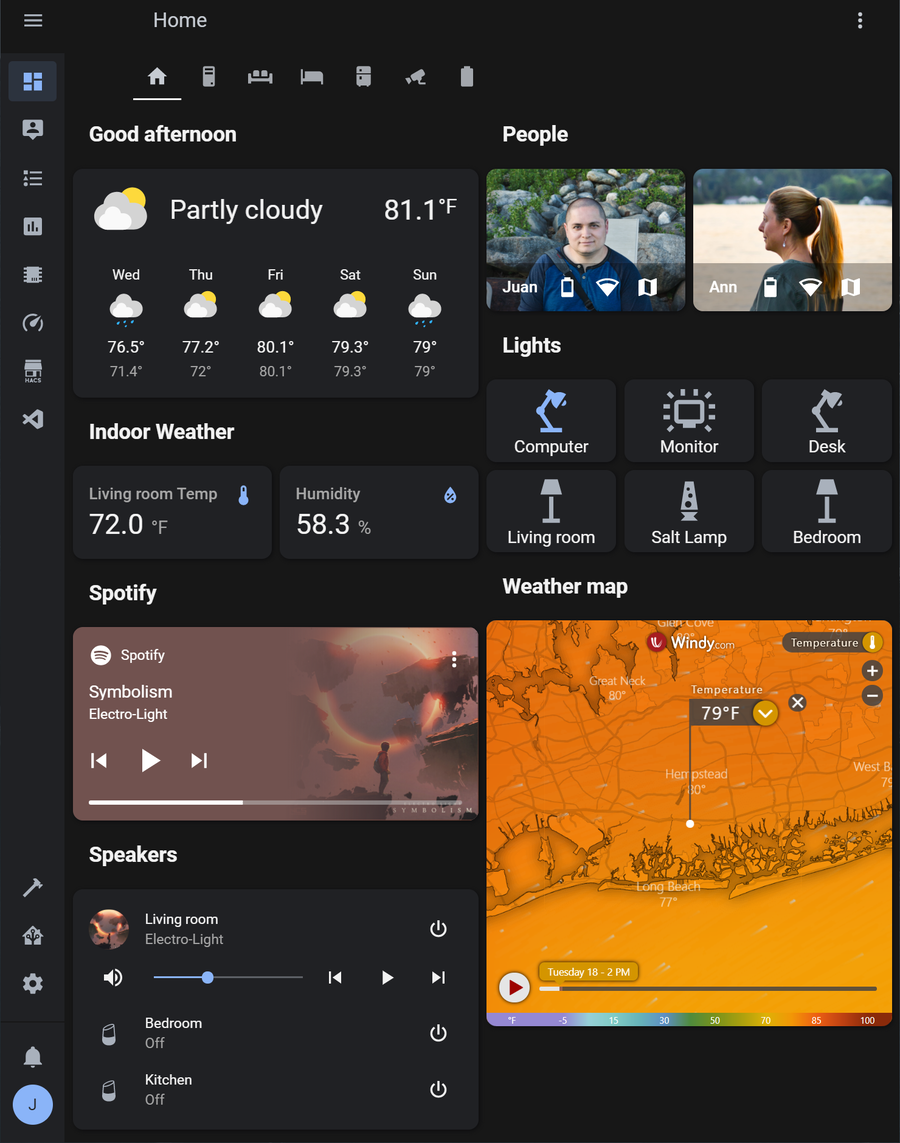 Home
Good afternoon
Partly cloudy
81.1°F
Wed Thu Fri Sat Sun
76.5° 77.2° 80.1° 79.3° 79°
71.4° 72° 80.1° 79.3° 79°
Indoor Weather
Living room Temp
72.0 °F
Humidity
58.3 %
Spotify
Spotify
Symbolism
Electro-Light
SYMBOLISM
Speakers
Living room
Electro-Light
Bedroom
Off
Kitchen
Off
HACS
J
People
Juan
Ann
Lights
Computer
Monitor
Desk
Living room
Salt Lamp
Bedroom
Weather map
Glen Cove
Windy.com
Temperature
Great Neck
80°
Temperature
79°F
Hempstead
80°
West B
Long Beach
77°
Tuesday 18 - 2 PM
°F -5 15 30 50 70 85 100